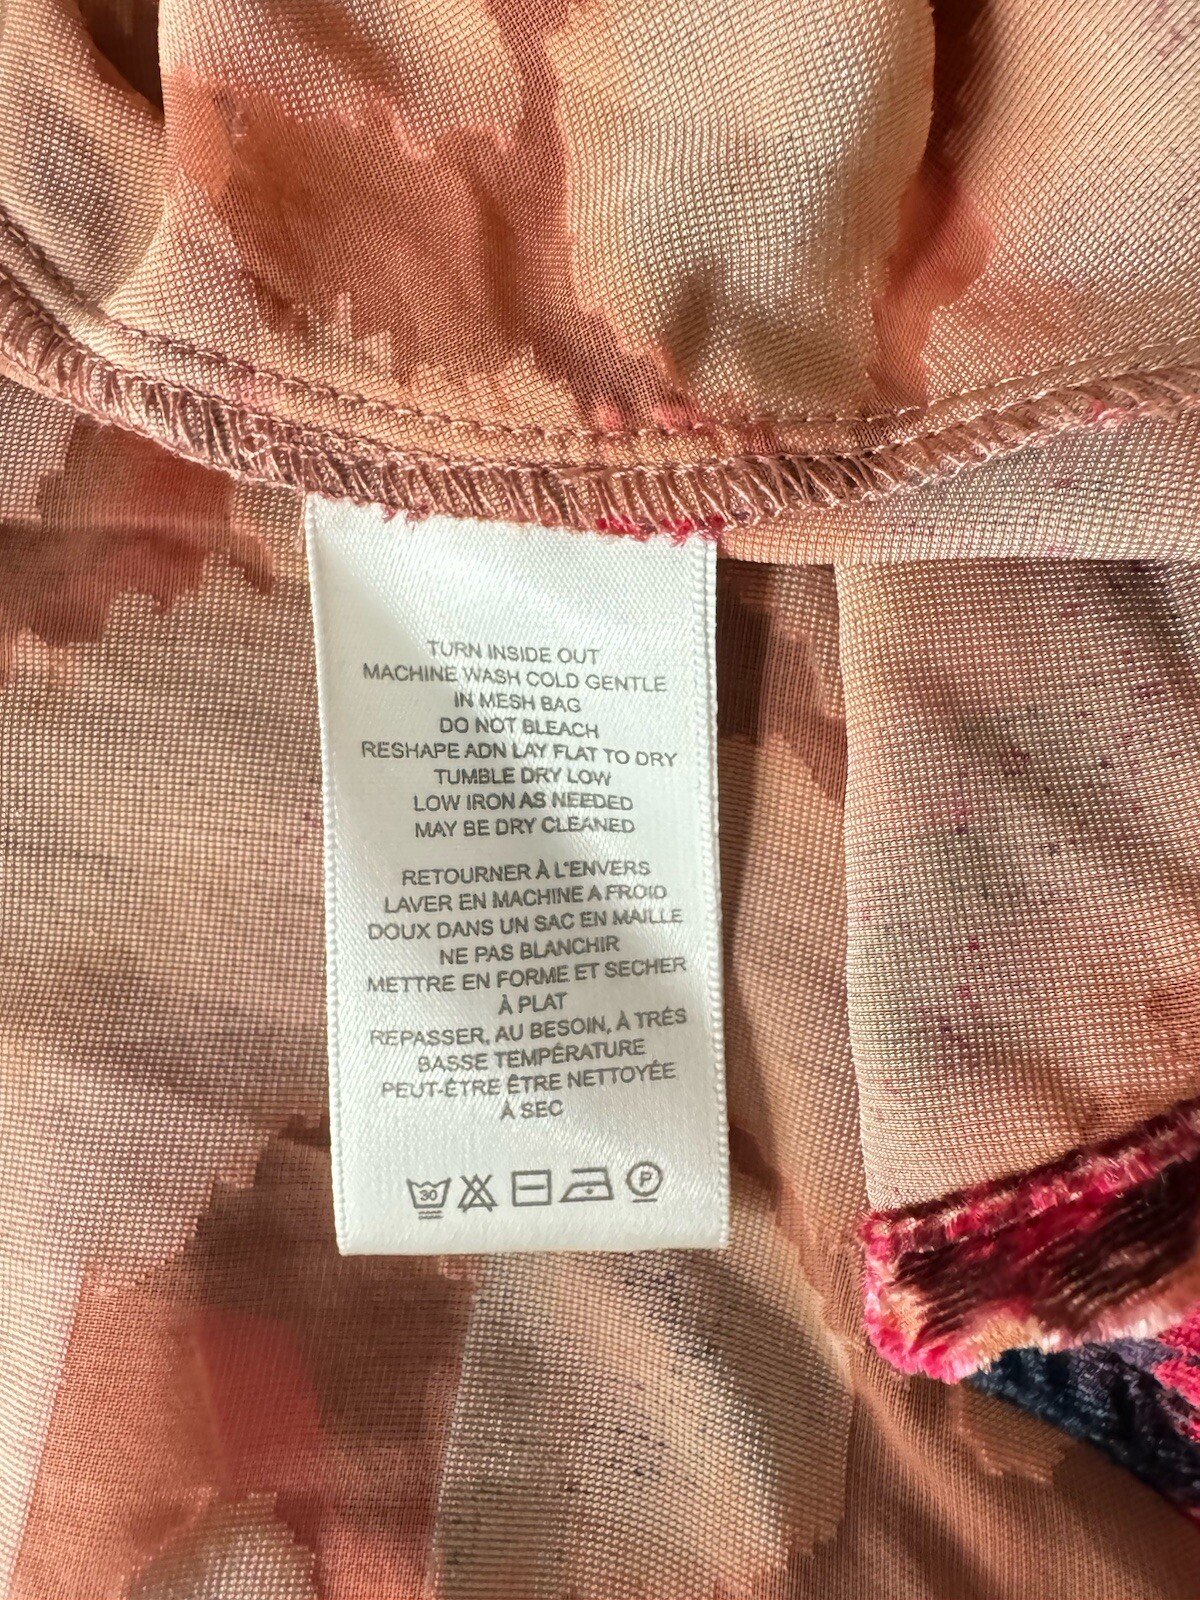 TURN INSIDE OUT
MACHINE WASH COLD GENTLE
IN MESH BAG
DO NOT BLEACH
RESHAPE ADN LAY FLAT TO DRY
TUMBLE DRY LOW
LOW IRON AS NEEDED
MAY BE DRY CLEANED
RETOURNER À L'ENVERS
LAVER EN MACHINE A FROID
DOUX DANS UN SAC EN MAILLE
NE PAS BLANCHIR
METTRE EN FORME ET SECHER
À PLAT
REPASSER, AU BESOIN, À TRÉS
BASSE TEMPÉRATURE
PEUT-ÊTRE ÊTRE NETTOYÉE
À SEC
30 P